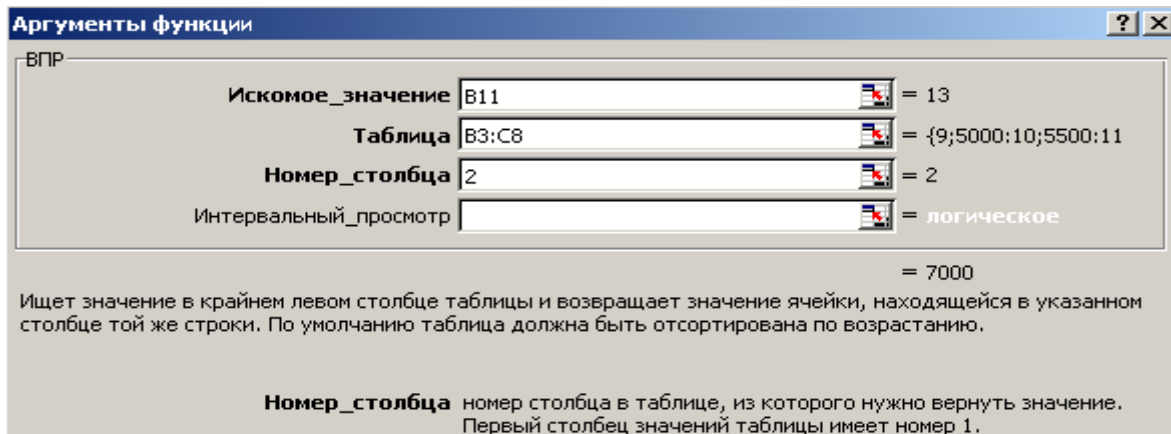 Аргументы функции
ВПР
Искомое_значение B11 = 13
Таблица B3:C8 = {9;5000:10;5500:11
Номер_столбца 2 = 2
Интервальный_просмотр = логическое
= 7000
Ищет значение в крайнем левом столбце таблицы и возвращает значение ячейки, находящейся в указанном
столбце той же строки. По умолчанию таблица должна быть отсортирована по возрастанию.
Номер_столбца номер столбца в таблице, из которого нужно вернуть значение.
Первый столбец значений таблицы имеет номер 1.